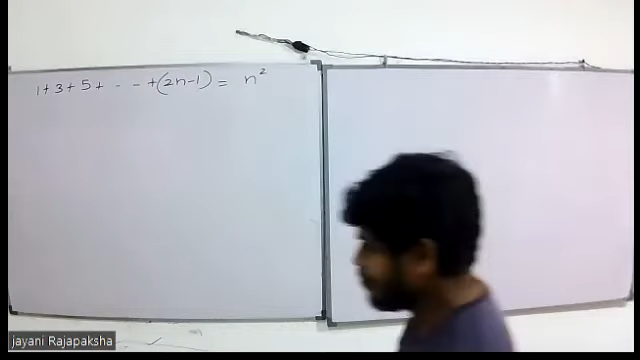 1+3+5+ - - +(2n-1) = n²
jayani Rajapaksha